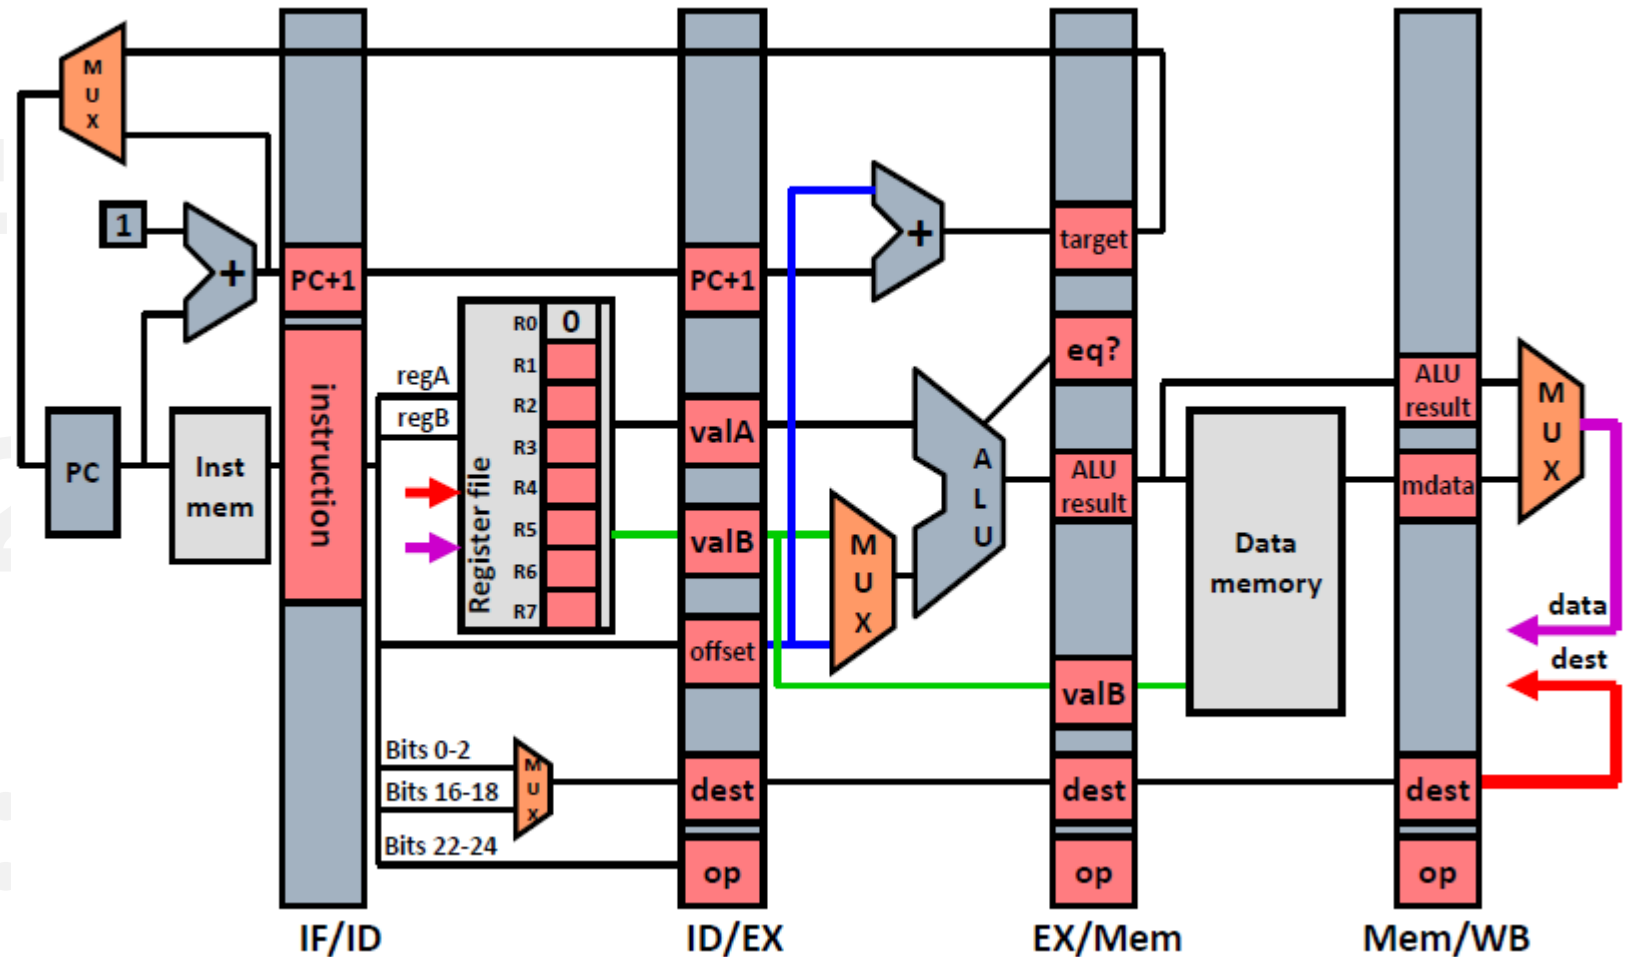 M
U
X
1
+
PC
Inst
mem
PC+1
instruction
regA
regB
Register file
R0
0
R1
R2
R3
R4
R5
R6
R7
Bits 0-2
Bits 16-18
Bits 22-24
M
U
X
PC+1
valA
valB
offset
dest
op
+
M
U
X
A
L
U
target
eq?
ALU
result
valB
dest
op
Data
memory
ALU
result
mdata
dest
op
M
U
X
data
dest
IF/ID
ID/EX
EX/Mem
Mem/WB